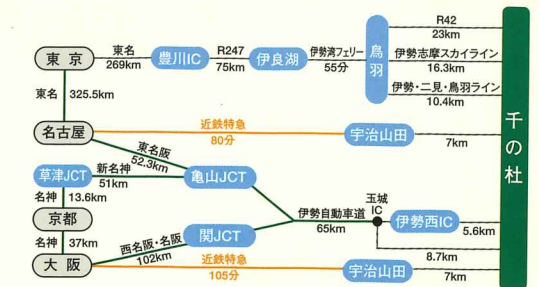 R42
23km
東京
東名
269km
豊川IC
R247
75km
伊良湖
伊勢湾フェリー
55分
鳥羽
伊勢志摩スカイライン
16.3km
伊勢・二見・鳥羽ライン
10.4km
東名
325.5km
名古屋
近鉄特急
80分
宇治山田
7km
千の杜
東名阪
52.3km
草津JCT
新名神
51km
亀山JCT
名神
13.6km
京都
伊勢自動車道
65km
玉城
IC
伊勢西IC
5.6km
名神
37km
西名阪・名阪
102km
関JCT
8.7km
大阪
近鉄特急
105分
宇治山田
7km